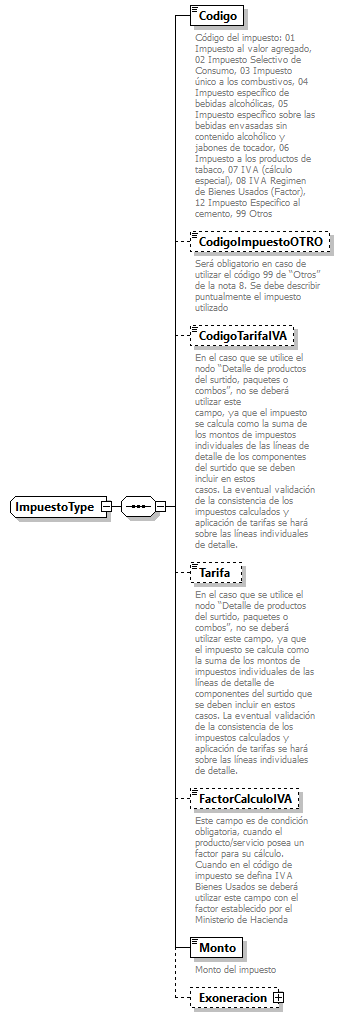 Codigo
Código del impuesto: 01
Impuesto al valor agregado,
02 Impuesto Selectivo de
Consumo, 03 Impuesto
único a los combustivos, 04
Impuesto específico de
bebidas alcohólicas, 05
Impuesto específico sobre las
bebidas envasadas sin
contenido alcohólico y
jabones de tocador, 06
Impuesto a los productos de
tabaco, 07 IVA (cálculo
especial), 08 IVA Regimen
de Bienes Usados (Factor),
12 Impuesto Especifico al
cemento, 99 Otros
CodigoImpuestoOTRO
Será obligatorio en caso de
utilizar el código 99 de “Otros”
de la nota 8. Se debe describir
puntualmente el impuesto
utilizado
CodigoTarifaIVA
En el caso que se utilice el
nodo “Detalle de productos
del surtido, paquetes o
combos”, no se deberá
utilizar este
campo, ya que el impuesto
se calcula como la suma de
los montos de impuestos
individuales de las líneas de
detalle de los componentes
del surtido que se deben
incluir en estos
casos. La eventual validación
de la consistencia de los
impuestos calculados y
aplicación de tarifas se hará
sobre las líneas individuales
de detalle.
ImpuestoType
Tarifa
En el caso que se utilice el
nodo “Detalle de productos
del surtido, paquetes o
combos”, no se deberá
utilizar este campo, ya que
el impuesto se calcula como
la suma de los montos de
impuestos individuales de las
líneas de detalle de
componentes del surtido que
se deben incluir en estos
casos. La eventual validación
de la consistencia de los
impuestos calculados y
aplicación de tarifas se hará
sobre las líneas individuales
de detalle.
FactorCalculoIVA
Este campo es de condición
obligatoria, cuando el
producto/servicio posea un
factor para su cálculo.
Cuando en el código de
impuesto se defina IVA
Bienes Usados se deberá
utilizar este campo con el
factor establecido por el
Ministerio de Hacienda
Monto
Monto del impuesto
Exoneracion